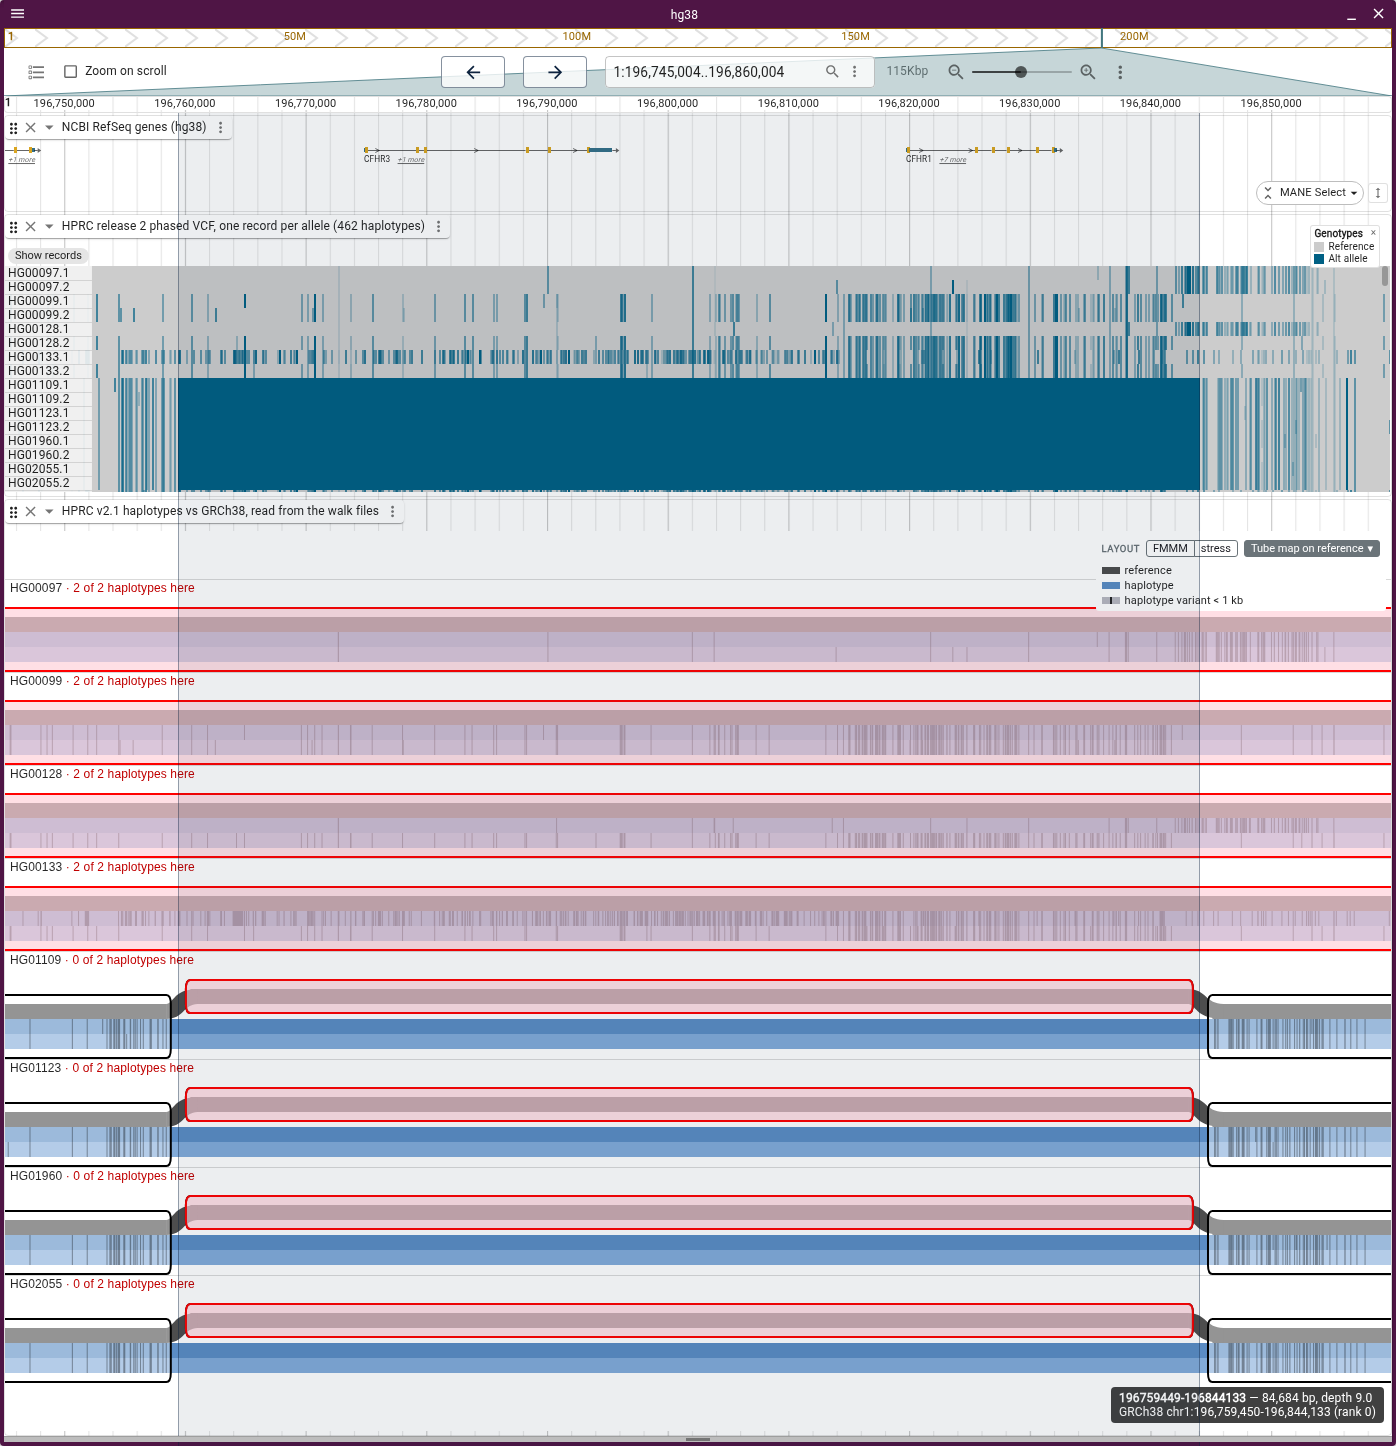 hg38
1 50M 100M 150M 200M
Zoom on scroll
1:196,745,004..196,860,004
115Kbp
1 196,750,000 196,760,000 196,770,000 196,780,000 196,790,000 196,800,000 196,810,000 196,820,000 196,830,000 196,840,000 196,850,000
NCBI RefSeq genes (hg38)
+1 more CFHR3 +1 more CFHR1 +7 more
MANE Select
HPRC release 2 phased VCF, one record per allele (462 haplotypes)
Genotypes ×
Reference
Alt allele
Show records
HG00097.1
HG00097.2
HG00099.1
HG00099.2
HG00128.1
HG00128.2
HG00133.1
HG00133.2
HG01109.1
HG01109.2
HG01123.1
HG01123.2
HG01960.1
HG01960.2
HG02055.1
HG02055.2
HPRC v2.1 haplotypes vs GRCh38, read from the walk files
LAYOUT FMMM stress Tube map on reference ▾
reference
haplotype
haplotype variant < 1 kb
HG00097 · 2 of 2 haplotypes here
HG00099 · 2 of 2 haplotypes here
HG00128 · 2 of 2 haplotypes here
HG00133 · 2 of 2 haplotypes here
HG01109 · 0 of 2 haplotypes here
HG01123 · 0 of 2 haplotypes here
HG01960 · 0 of 2 haplotypes here
HG02055 · 0 of 2 haplotypes here
196759449-196844133 — 84,684 bp, depth 9.0
GRCh38 chr1:196,759,450-196,844,133 (rank 0)